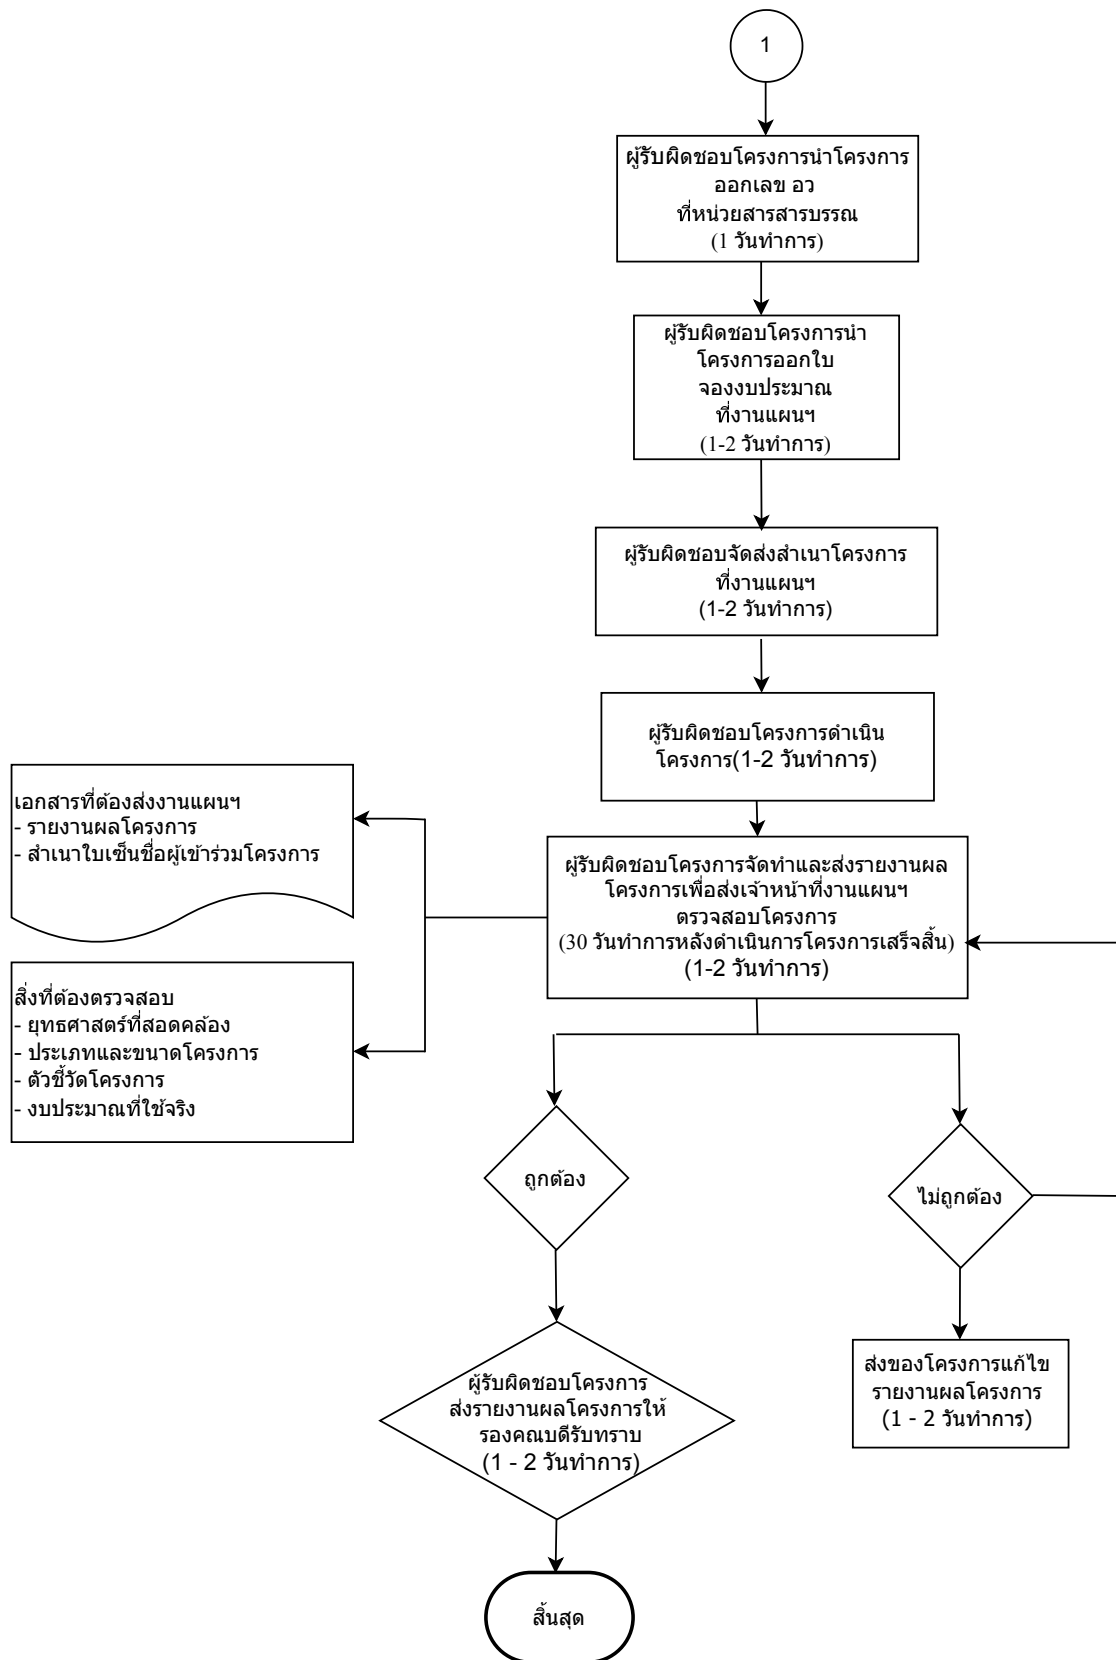 1
ผู้รับผิดชอบโครงการนำโครงการ
ออกเลข อว
ที่หน่วยสารสารบรรณ
(1 วันทำการ)
ผู้รับผิดชอบโครงการนำ
โครงการออกใบ
จองงบประมาณ
ที่งานแผนฯ
(1-2 วันทำการ)
ผู้รับผิดชอบจัดส่งสำเนาโครงการ
ที่งานแผนฯ
(1-2 วันทำการ)
ผู้รับผิดชอบโครงการดำเนิน
โครงการ(1-2 วันทำการ)
เอกสารที่ต้องส่งงานแผนฯ
- รายงานผลโครงการ
- สำเนาใบเซ็นชื่อผู้เข้าร่วมโครงการ
ผู้รับผิดชอบโครงการจัดทำและส่งรายงานผล
โครงการเพื่อส่งเจ้าหน้าที่งานแผนฯ
ตรวจสอบโครงการ
(30 วันทำการหลังดำเนินการโครงการเสร็จสิ้น)
(1-2 วันทำการ)
สิ่งที่ต้องตรวจสอบ
- ยุทธศาสตร์ที่สอดคล้อง
- ประเภทและขนาดโครงการ
- ตัวชี้วัดโครงการ
- งบประมาณที่ใช้จริง
ถูกต้อง
ไม่ถูกต้อง
ผู้รับผิดชอบโครงการ
ส่งรายงานผลโครงการให้
รองคณบดีรับทราบ
(1 - 2 วันทำการ)
ส่งของโครงการแก้ไข
รายงานผลโครงการ
(1 - 2 วันทำการ)
สิ้นสุด